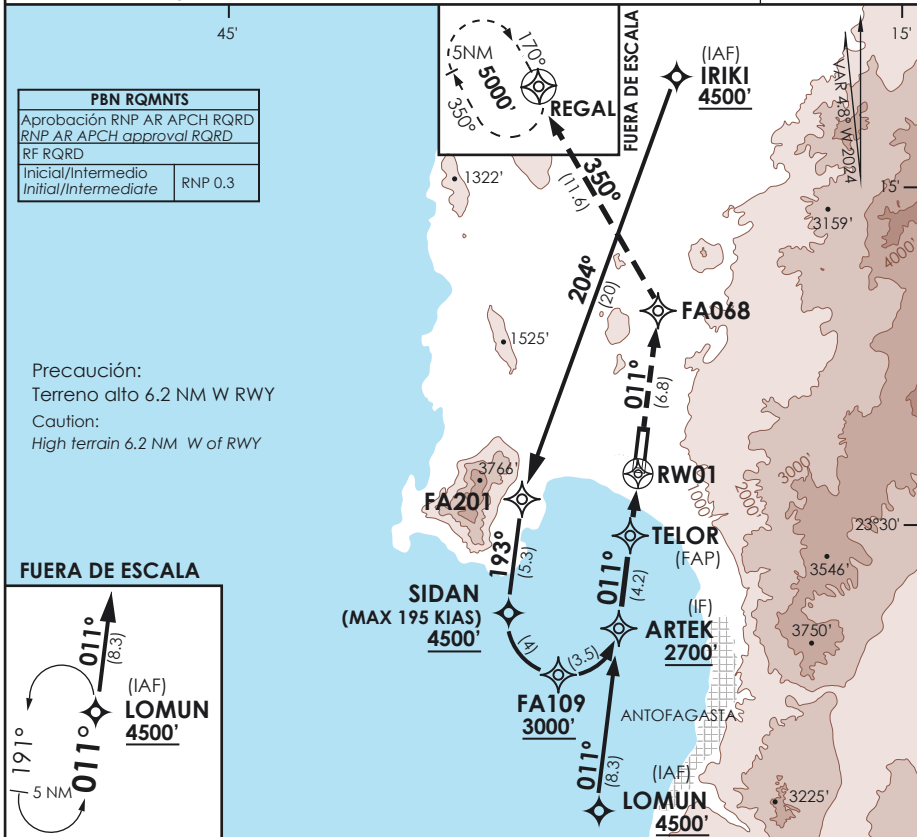 45'
15'
PBN RQMNTS
Aprobación RNP AR APCH RQRD
RNP AR APCH approval RQRD
RF RQRD
Inicial/Intermedio
Initial/Intermediate
RNP 0.3
170°
5NM
5000'
350°
REGAL
FUERA DE ESCALA
(IAF)
IRIKI
4500'
VAR 4.8° W 2024
15'
1322'
3159'
4000'
350°
(11.6)
204°
(20)
FA068
1525'
011°
(6.8)
Precaución:
Terreno alto 6.2 NM W RWY
Caution:
High terrain 6.2 NM W of RWY
3766'
FA201
RW01
3000'
2000'
1000'
23°30'
193°
(5.3)
TELOR
(FAP)
3546'
011°
(4.2)
FUERA DE ESCALA
SIDAN
(MAX 195 KIAS)
4500'
(IF)
ARTEK
2700'
3750'
(4)
(3.5)
FA109
3000'
ANTOFAGASTA
011°
(8.3)
(IAF)
LOMUN
4500'
191°
011°
5 NM
011°
(8.3)
(IAF)
LOMUN
4500'
3225'